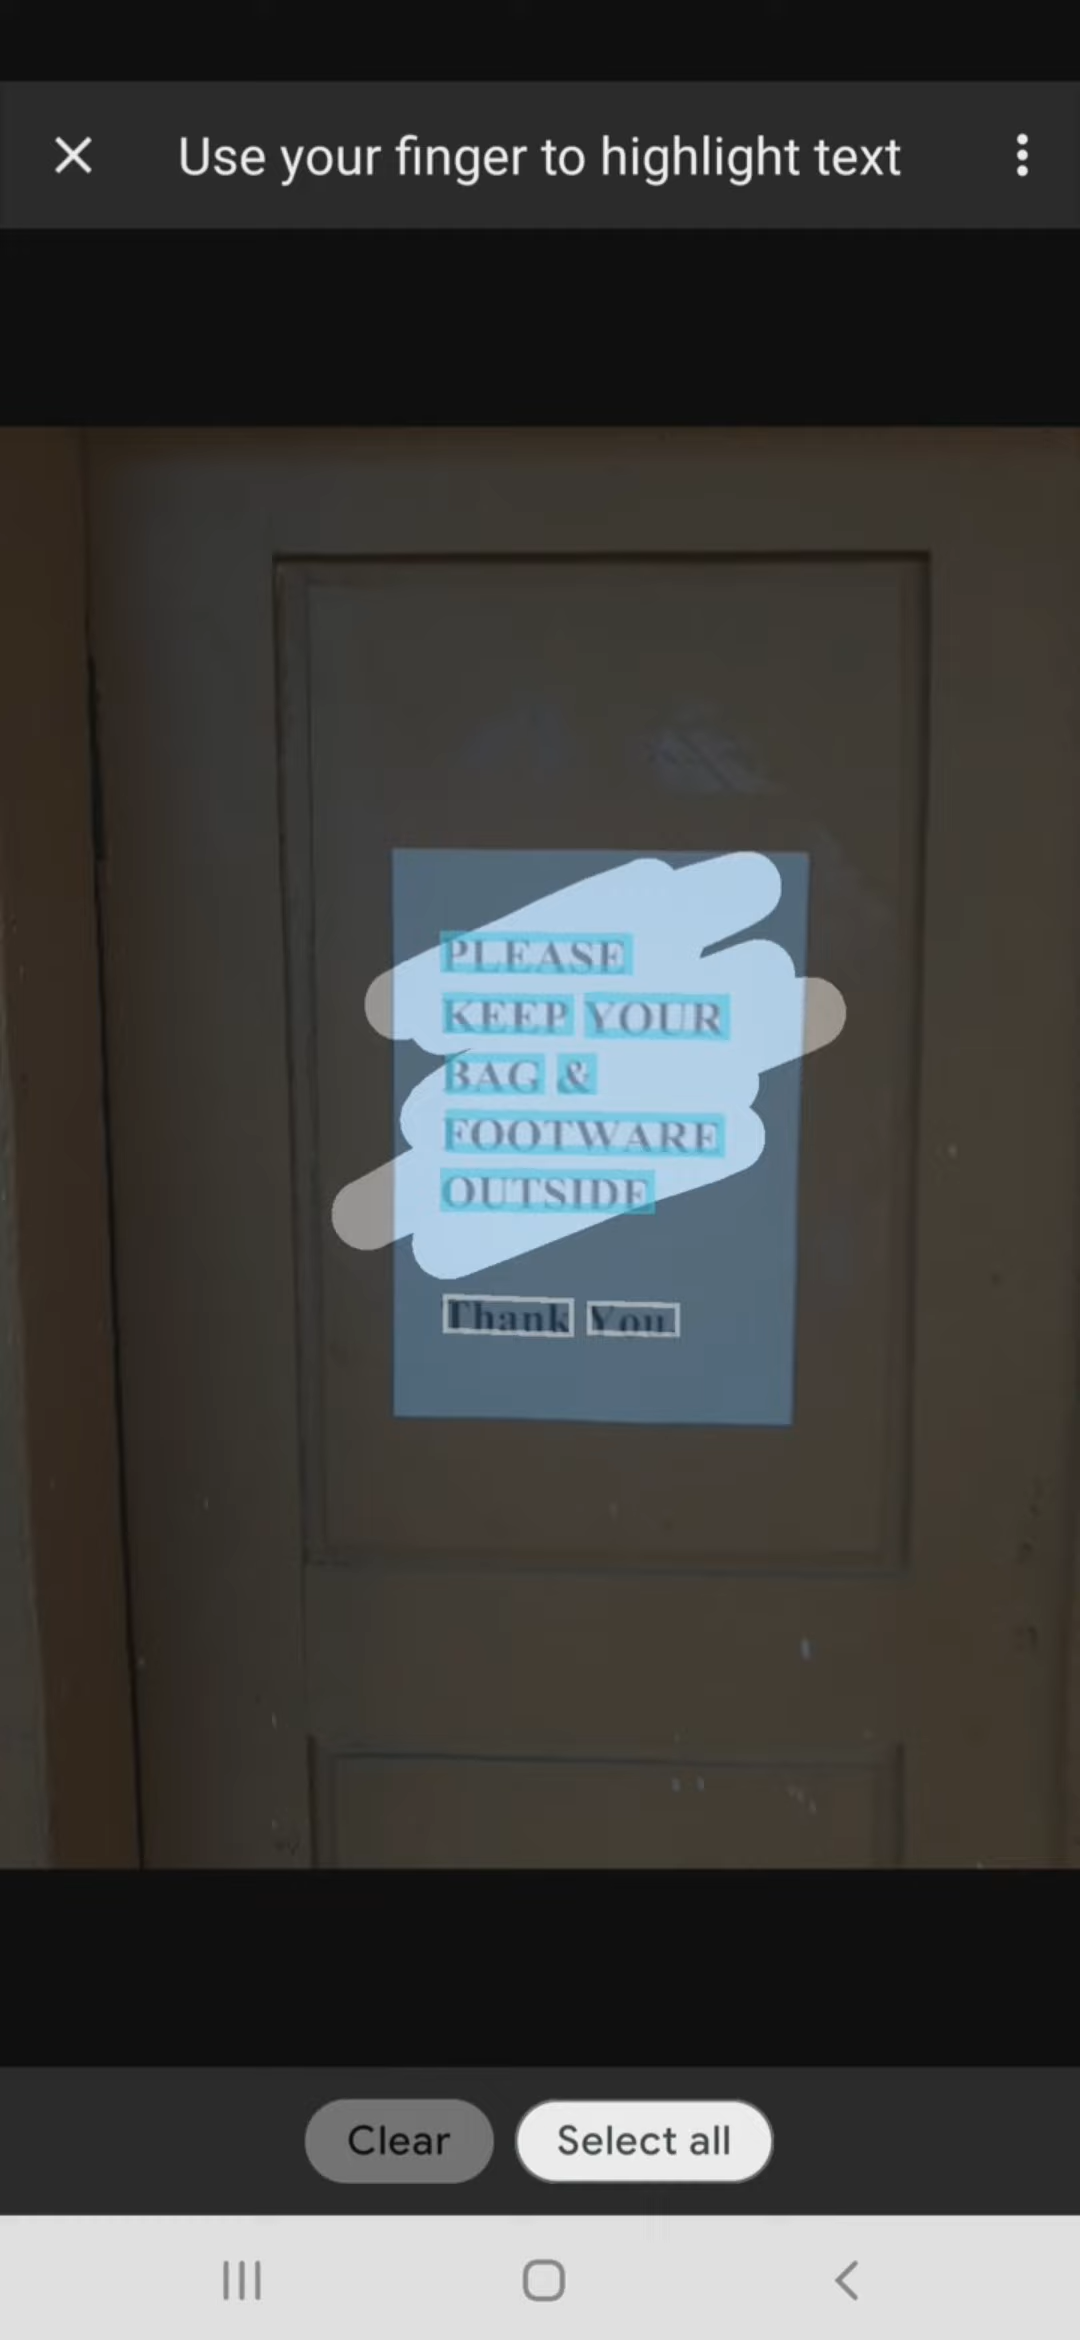 Use your finger to highlight text
PLEASE
KEEP YOUR
BAG &
FOOTWARE
OUTSIDE
Thank You.
Clear
Select all